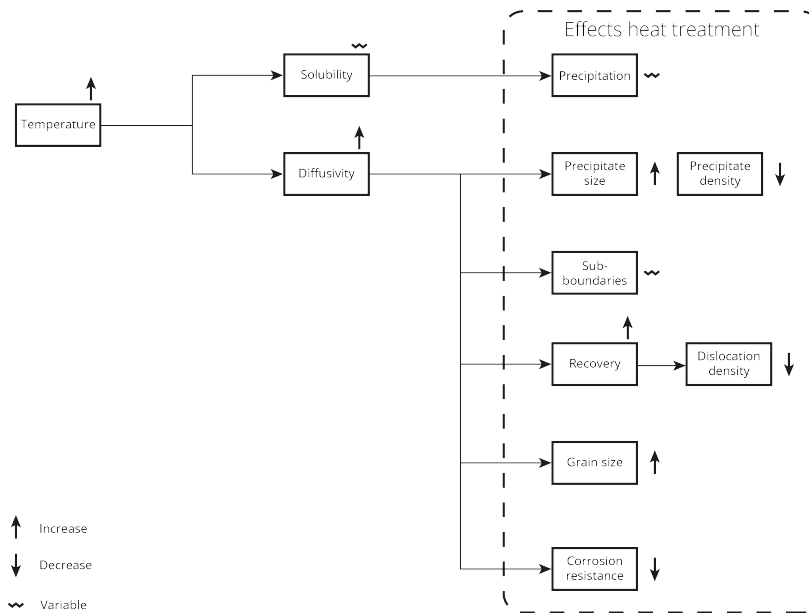 Effects heat treatment
Solubility
Precipitation
Temperature
Diffusivity
Precipitate
size
Precipitate
density
Sub-
boundaries
Recovery
Dislocation
density
Grain size
Corrosion
resistance
Increase
Decrease
Variable